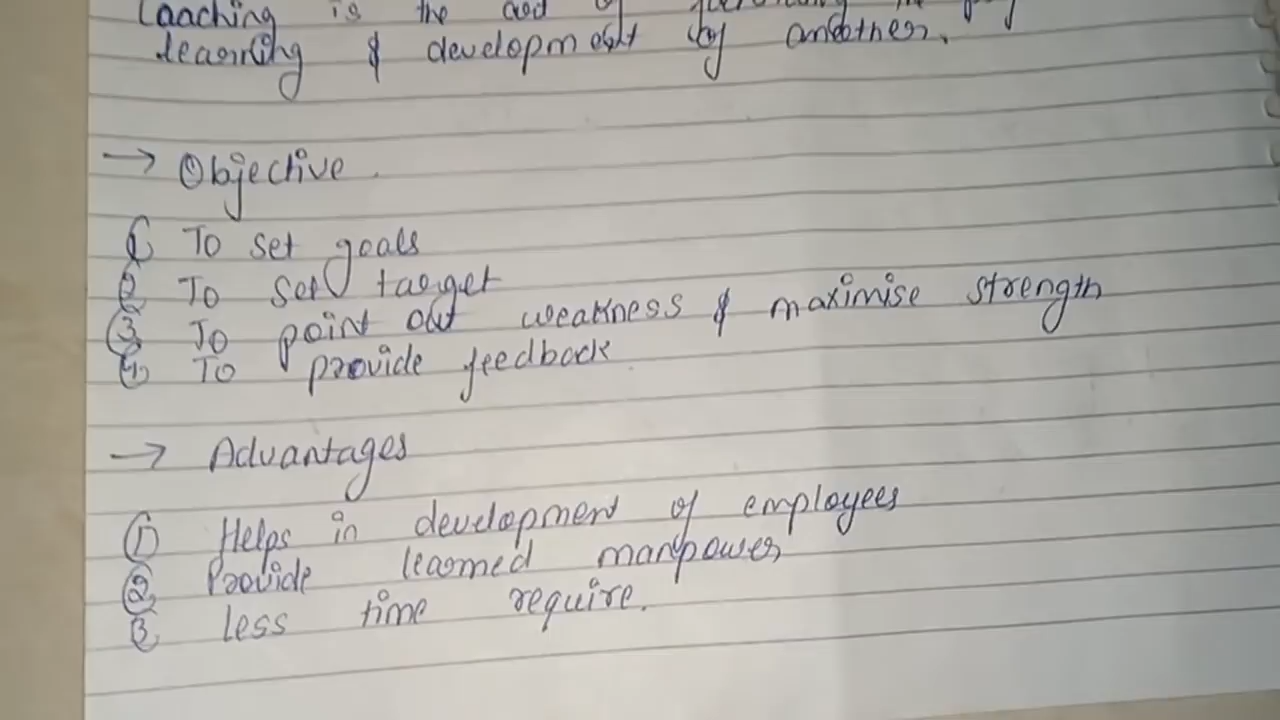 Coaching is the
learning & development by another.
→ Objective.
① To set goals
② To set target
③ To point out weakness & maximise strength
④ To provide feedback
→ Advantages
① Helps in development of employees
② Provide learned manpower
③ less time require.